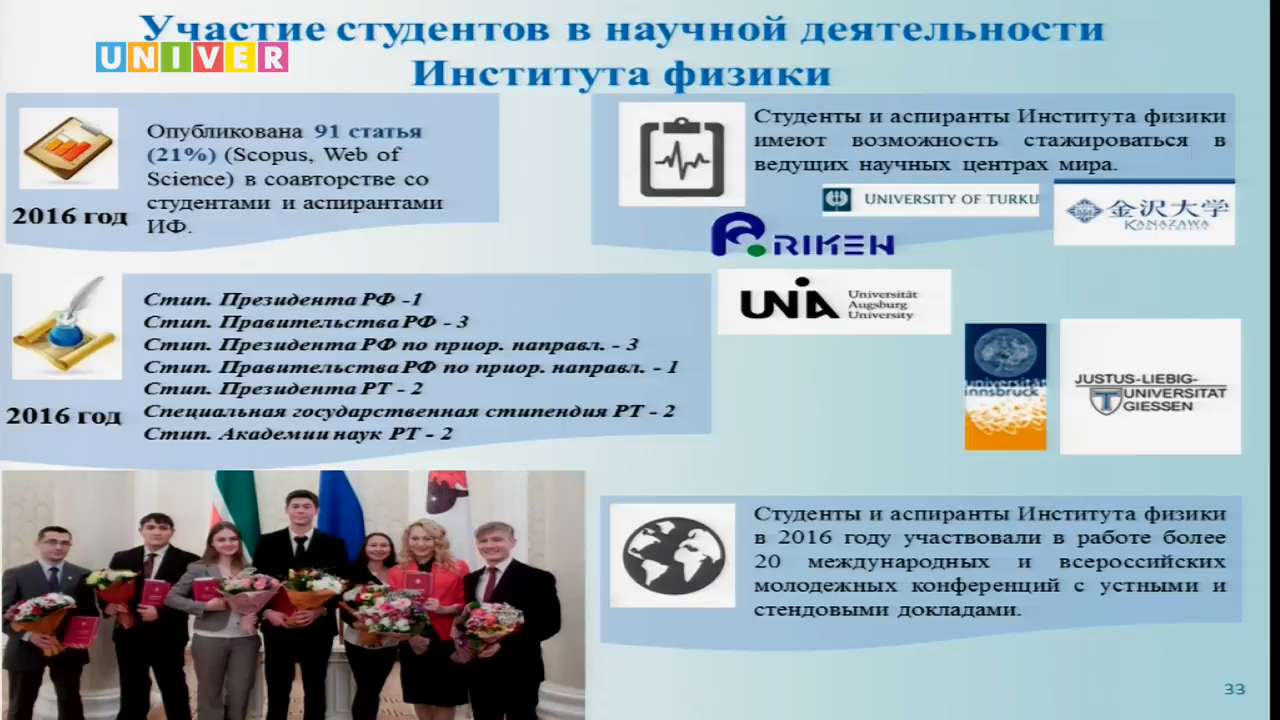 Участие студентов в научной деятельности
Института физики
UNIVER
Опубликована 91 статья
(21%) (Scopus, Web of
Science) в соавторстве со
студентами и аспирантами
ИФ.
2016 год
Студенты и аспиранты Института физики
имеют возможность стажироваться в
ведущих научных центрах мира.
UNIVERSITY OF TURKU
金沢大学
KANAZAWA
RIKEN
UNIA
Universität
Augsburg
University
universität
innsbruck
JUSTUS-LIEBIG-
UNIVERSITAT
GIESSEN
Стип. Президента РФ -1
Стип. Правительства РФ - 3
Стип. Президента РФ по приор. направл. - 3
Стип. Правительства РФ по приор. направл. - 1
Стип. Президента РТ - 2
Специальная государственная стипендия РТ - 2
Стип. Академии наук РТ - 2
2016 год
Студенты и аспиранты Института физики
в 2016 году участвовали в работе более
20 международных и всероссийских
молодежных конференций с устными и
стендовыми докладами.
33